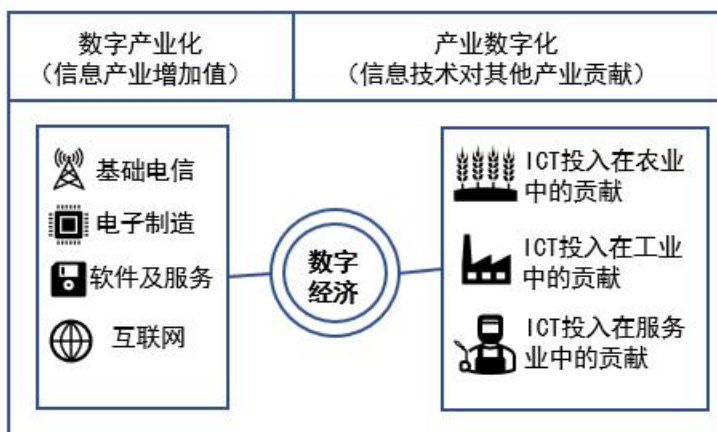 数字产业化
（信息产业增加值）
产业数字化
（信息技术对其他产业贡献）
基础电信
电子制造
软件及服务
互联网
数字
经济
ICT投入在农业
中的贡献
ICT投入在工业
中的贡献
ICT投入在服务
业中的贡献